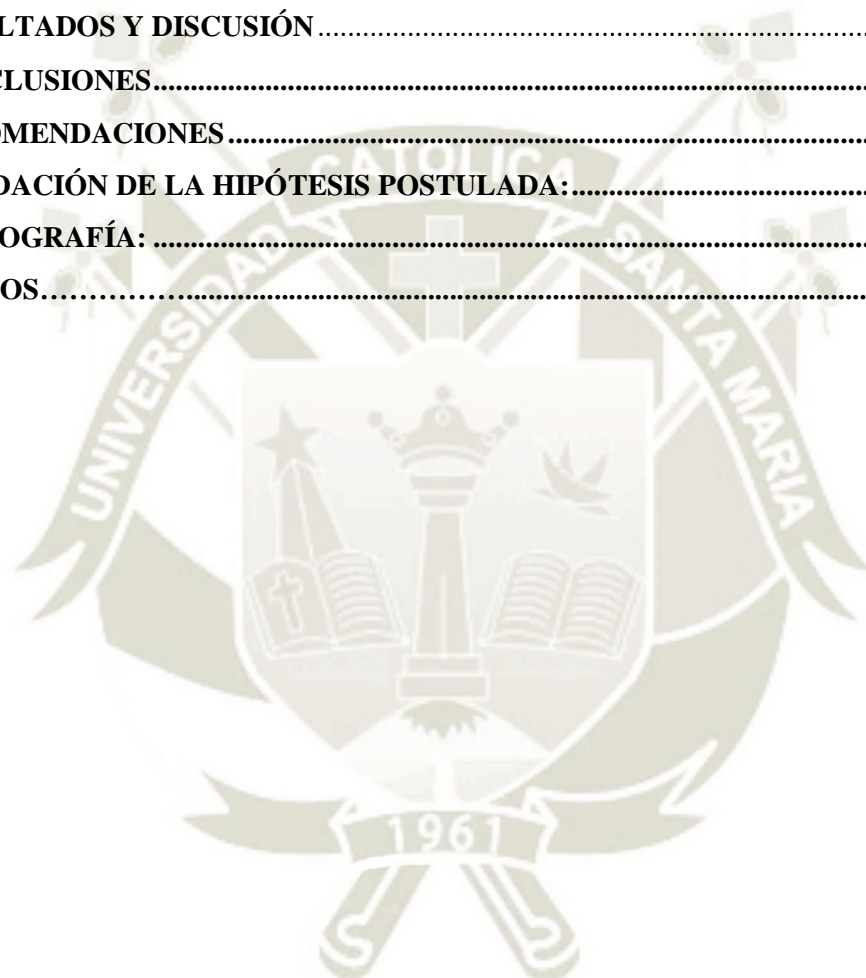 LTADOS Y DISCUSIÓN................................................................................
CLUSIONES................................................................................
OMENDACIONES................................................................................
DACIÓN DE LA HIPÓTESIS POSTULADA:........................................
OGRAFÍA: ................................................................................
OS……………................................................................................
UNIVERSIDAD CATOLICA SANTA MARIA
1961